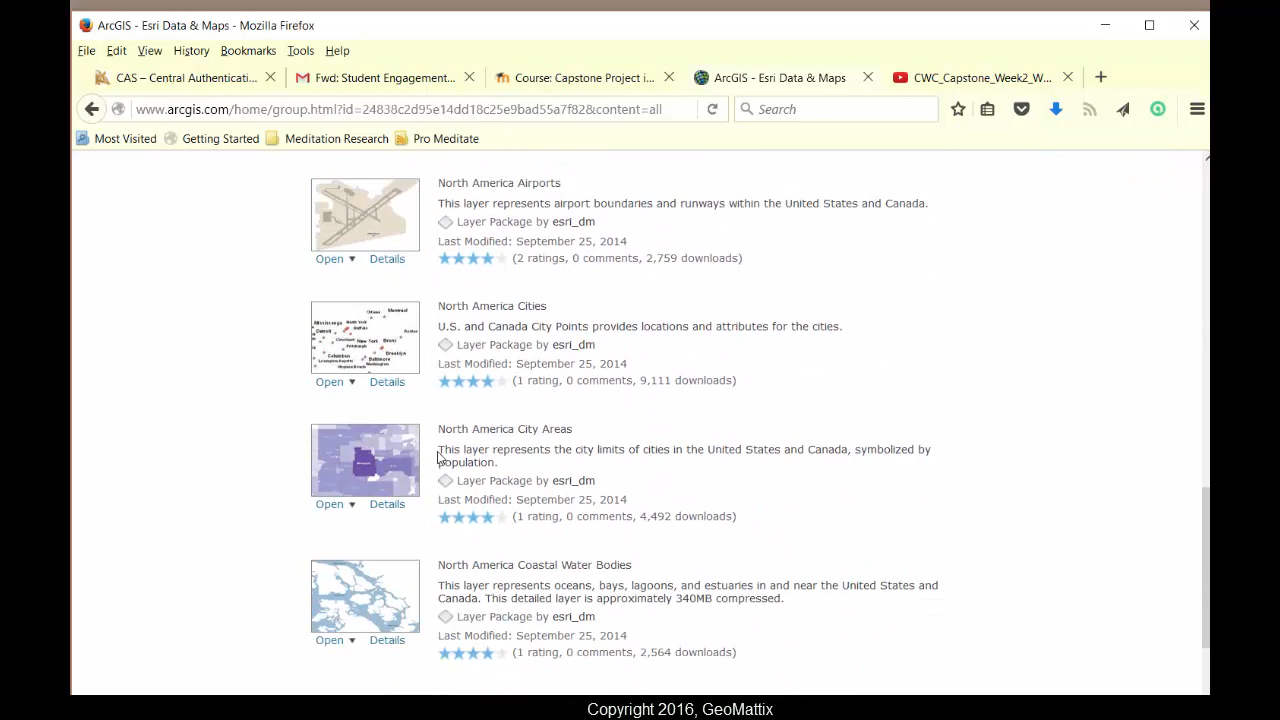 ArcGIS - Esri Data & Maps - Mozilla Firefox
File Edit View History Bookmarks Tools Help
CAS – Central Authenticati... Fwd: Student Engagement... Course: Capstone Project i... ArcGIS - Esri Data & Maps CWC_Capstone_Week2_W...
www.arcgis.com/home/group.html?id=24838c2d95e14dd18c25e9bad55a7f82&content=all Search
Most Visited Getting Started Meditation Research Pro Meditate
North America Airports
This layer represents airport boundaries and runways within the United States and Canada.
Layer Package by esri_dm
Last Modified: September 25, 2014
Open Details (2 ratings, 0 comments, 2,759 downloads)
North America Cities
U.S. and Canada City Points provides locations and attributes for the cities.
Layer Package by esri_dm
Last Modified: September 25, 2014
Open Details (1 rating, 0 comments, 9,111 downloads)
North America City Areas
This layer represents the city limits of cities in the United States and Canada, symbolized by
population.
Layer Package by esri_dm
Last Modified: September 25, 2014
Open Details (1 rating, 0 comments, 4,492 downloads)
North America Coastal Water Bodies
This layer represents oceans, bays, lagoons, and estuaries in and near the United States and
Canada. This detailed layer is approximately 340MB compressed.
Layer Package by esri_dm
Last Modified: September 25, 2014
Open Details (1 rating, 0 comments, 2,564 downloads)
Copyright 2016, GeoMattix